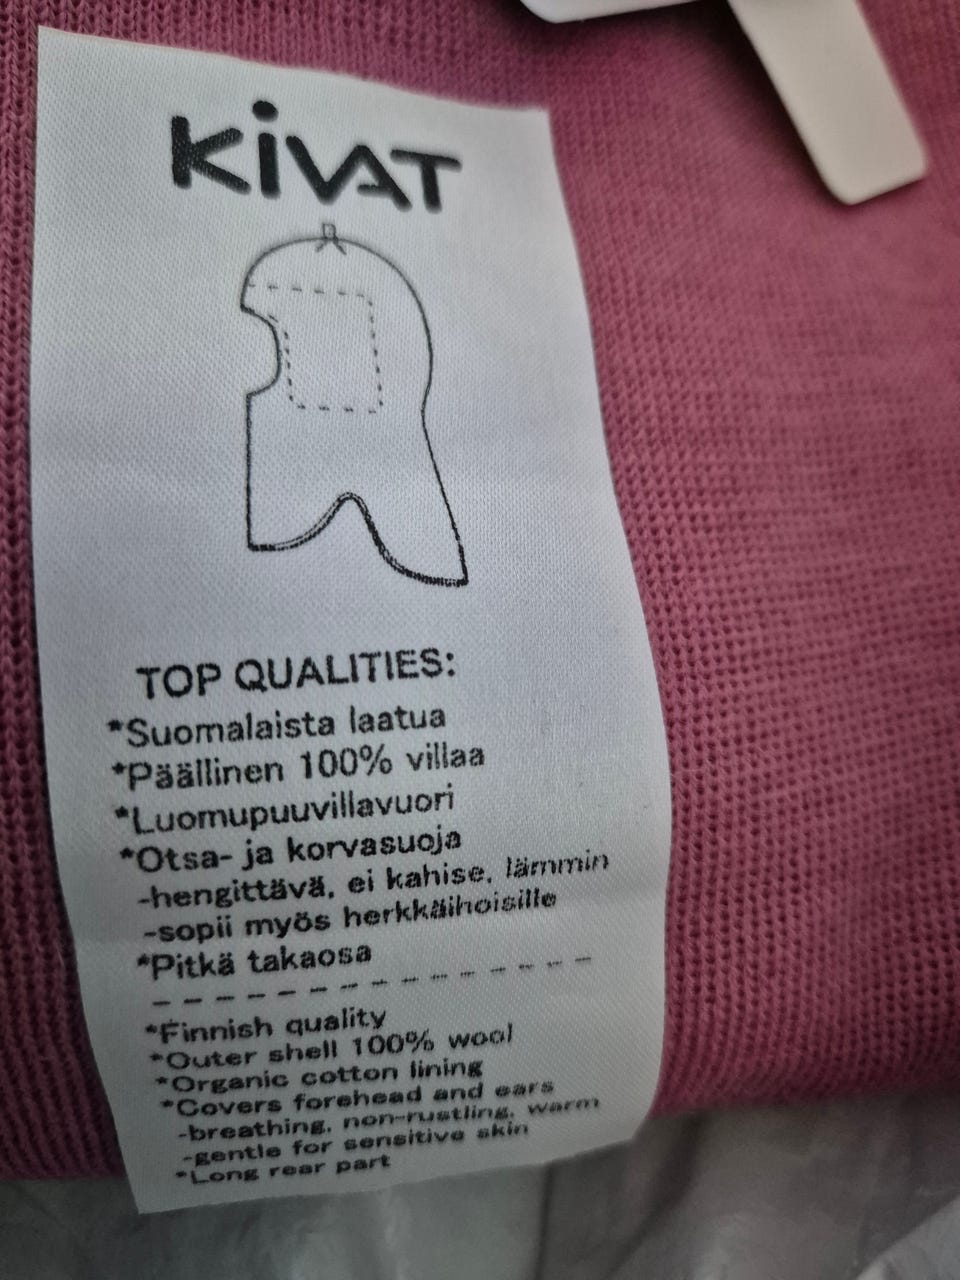 KiVAT
TOP QUALITIES:
*Suomalaista laatua
*Päällinen 100% villaa
*Luomupuuvillavuori
*Otsa- ja korvasuoja
-hengittävä, ei kahise, lämmin
-sopii myös herkkäihoisille
*Pitkä takaosa
*Finnish quality
*Outer shell 100% wool
*Organic cotton lining
*Covers forehead and ears
-breathing, non-rustling, warm
-gentle for sensitive skin
*Long rear part